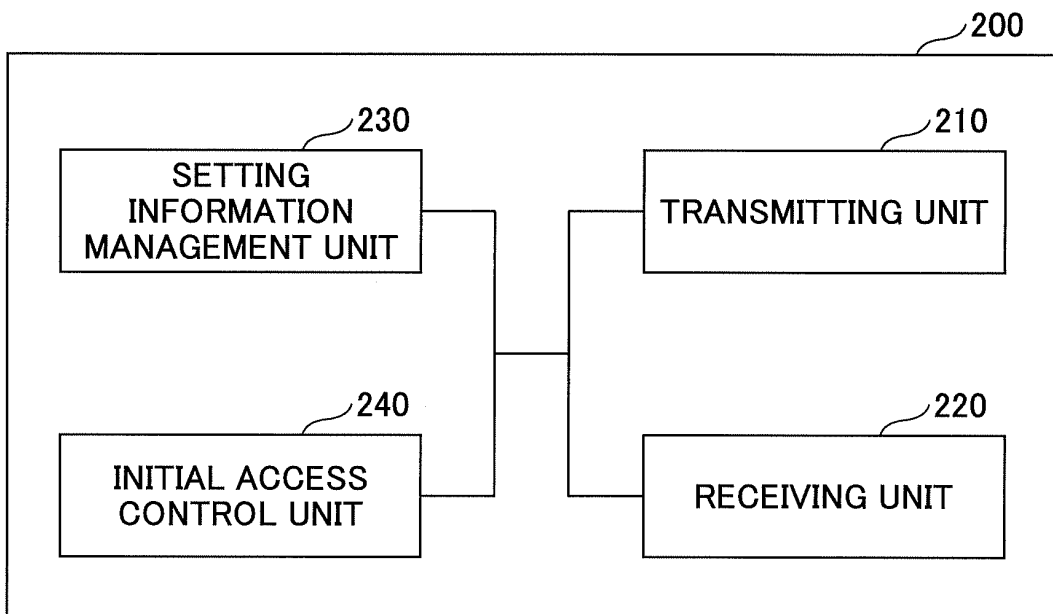 200
230
SETTING
INFORMATION
MANAGEMENT UNIT
210
TRANSMITTING UNIT
240
INITIAL ACCESS
CONTROL UNIT
220
RECEIVING UNIT